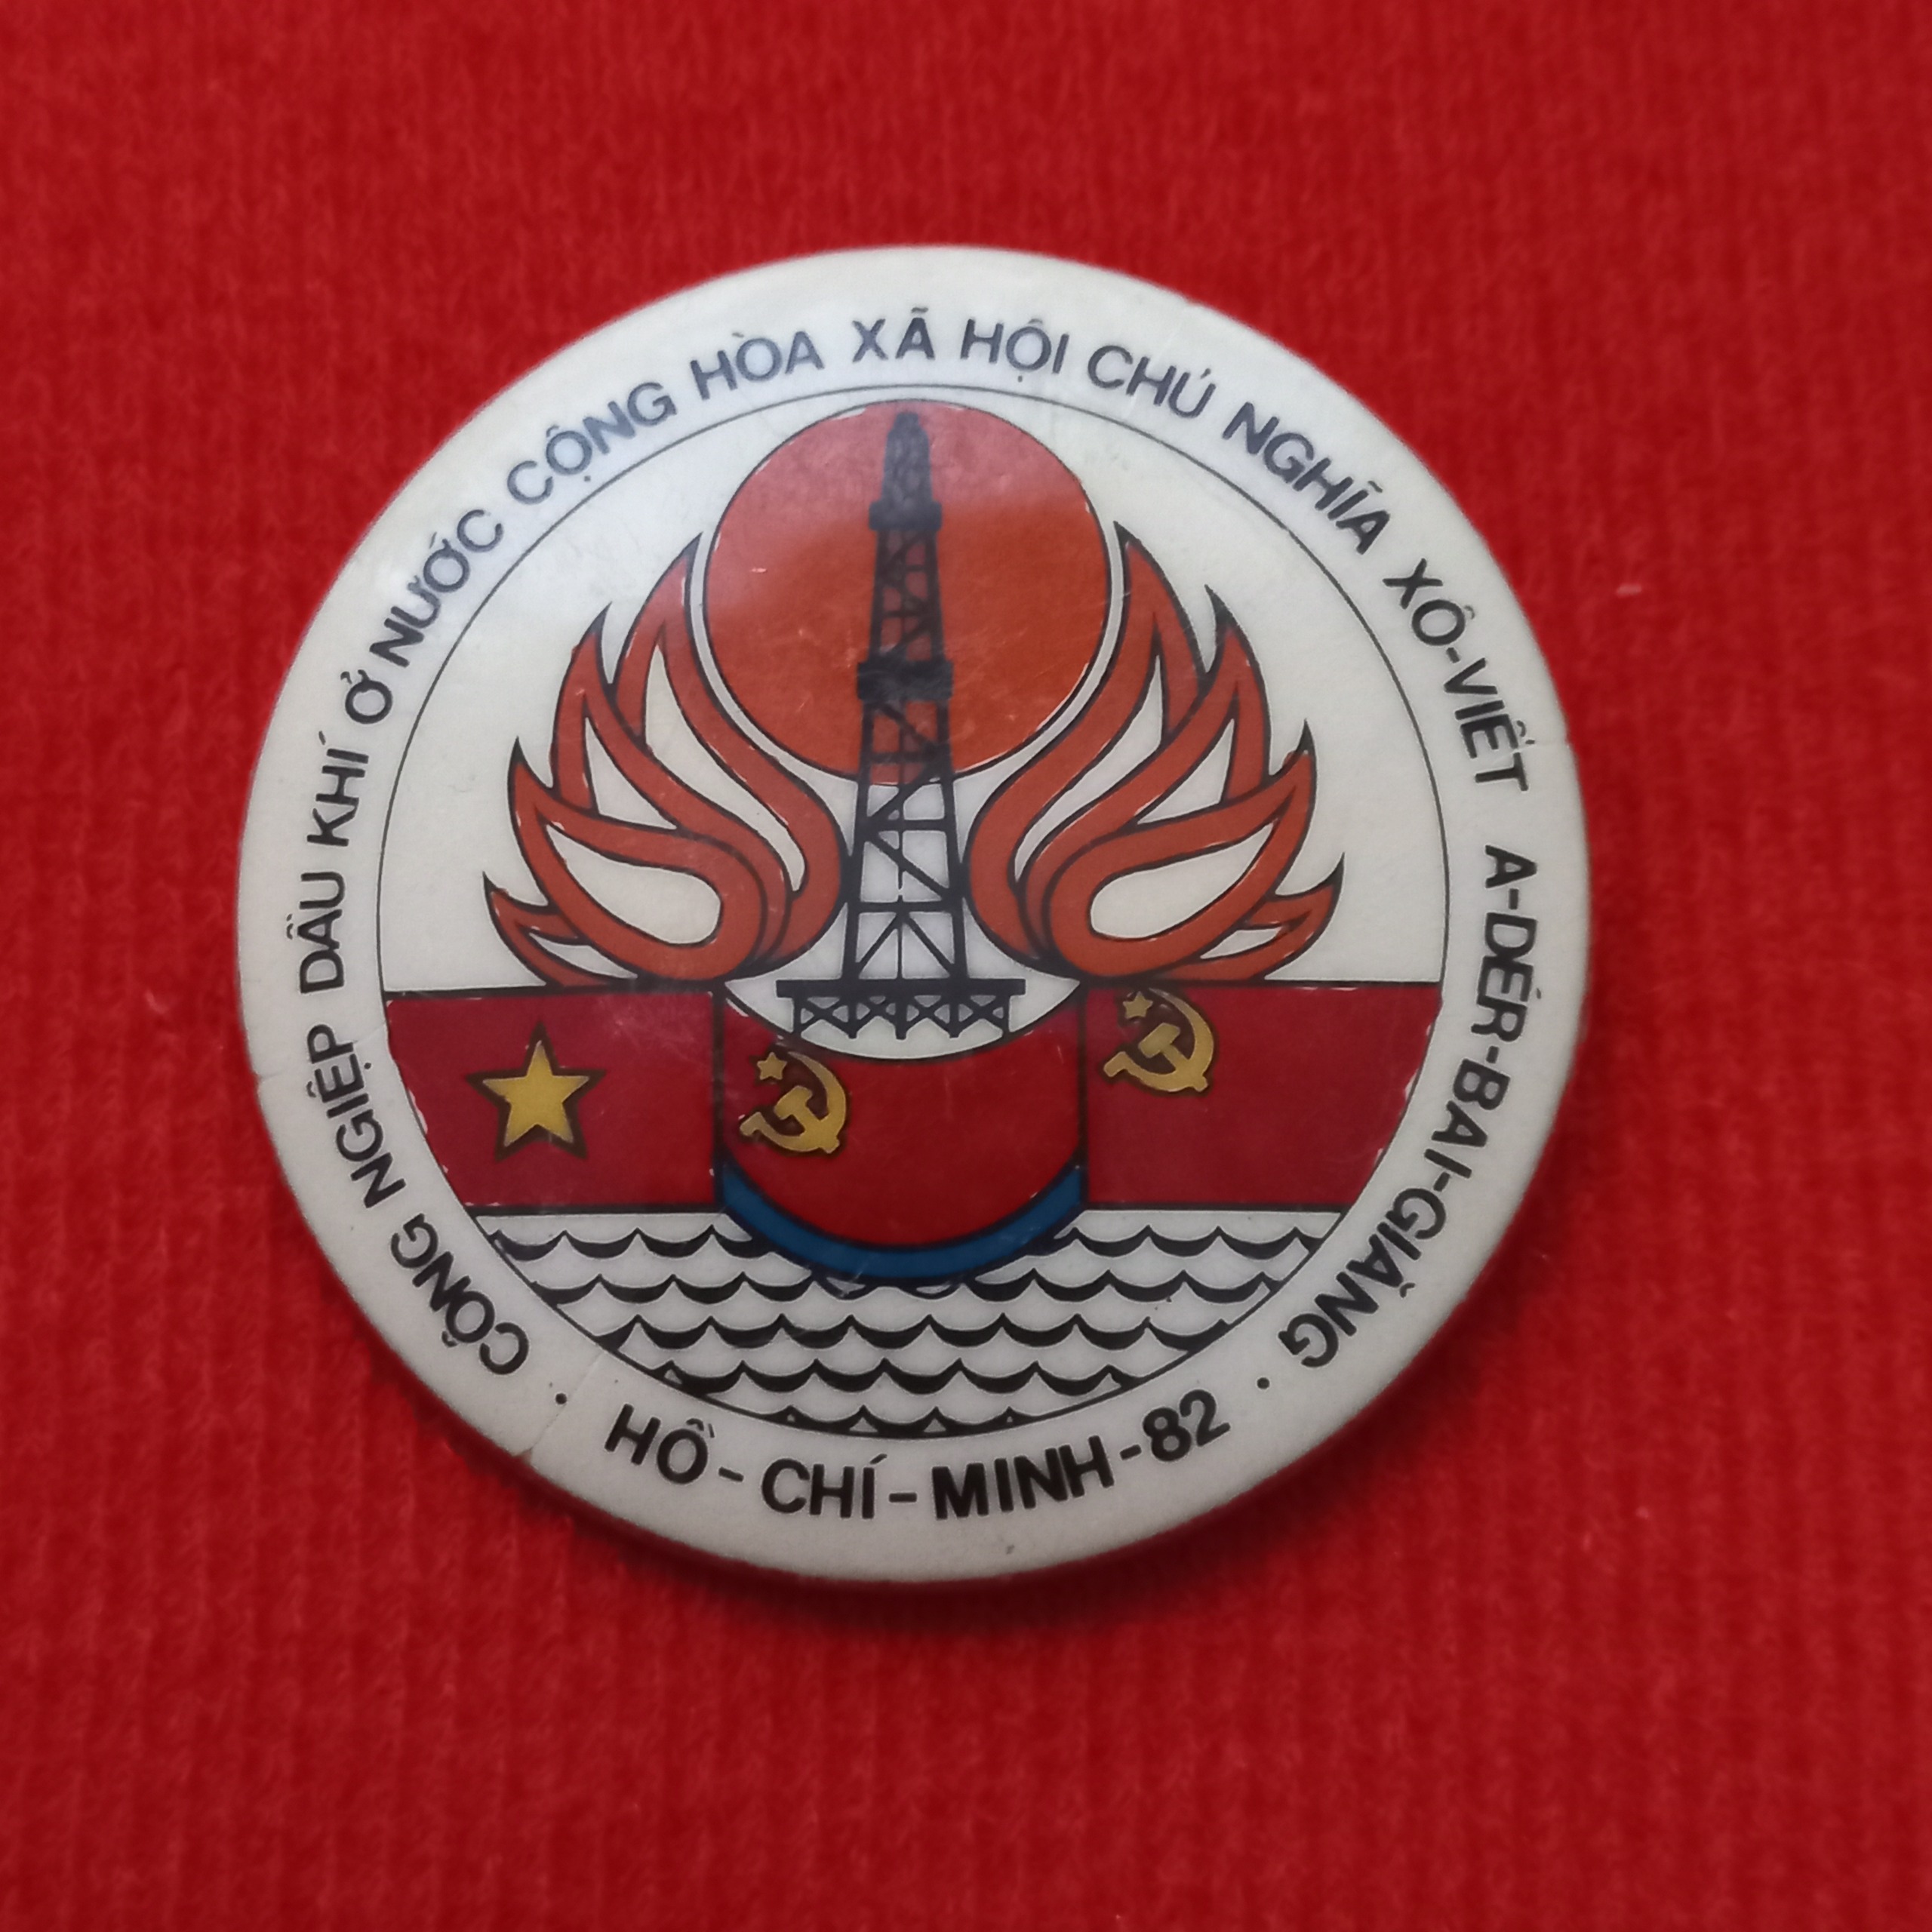 CÔNG NGIỆP DẦU KHÍ Ở NƯỚC CỘNG HÒA XÃ HỘI CHỦ NGHĨA XÔ-VIẾT A-DÉR-BAI-GIĂNG
HỒ-CHÍ-MINH-82